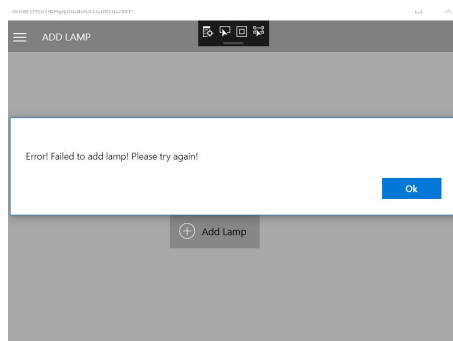 SmartHomeApplication.ClientUWP
ADD LAMP
Error! Failed to add lamp! Please try again!
Ok
Add Lamp